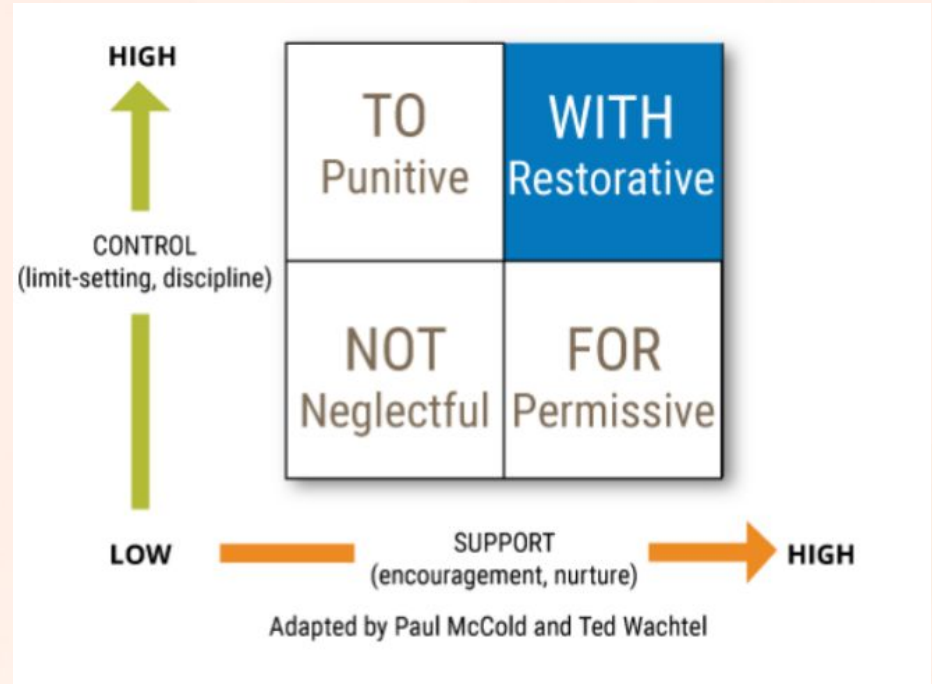 HIGH
TO
Punitive
WITH
Restorative
CONTROL
(limit-setting, discipline)
NOT
Neglectful
FOR
Permissive
LOW
SUPPORT
(encouragement, nurture)
HIGH
Adapted by Paul McCold and Ted Wachtel